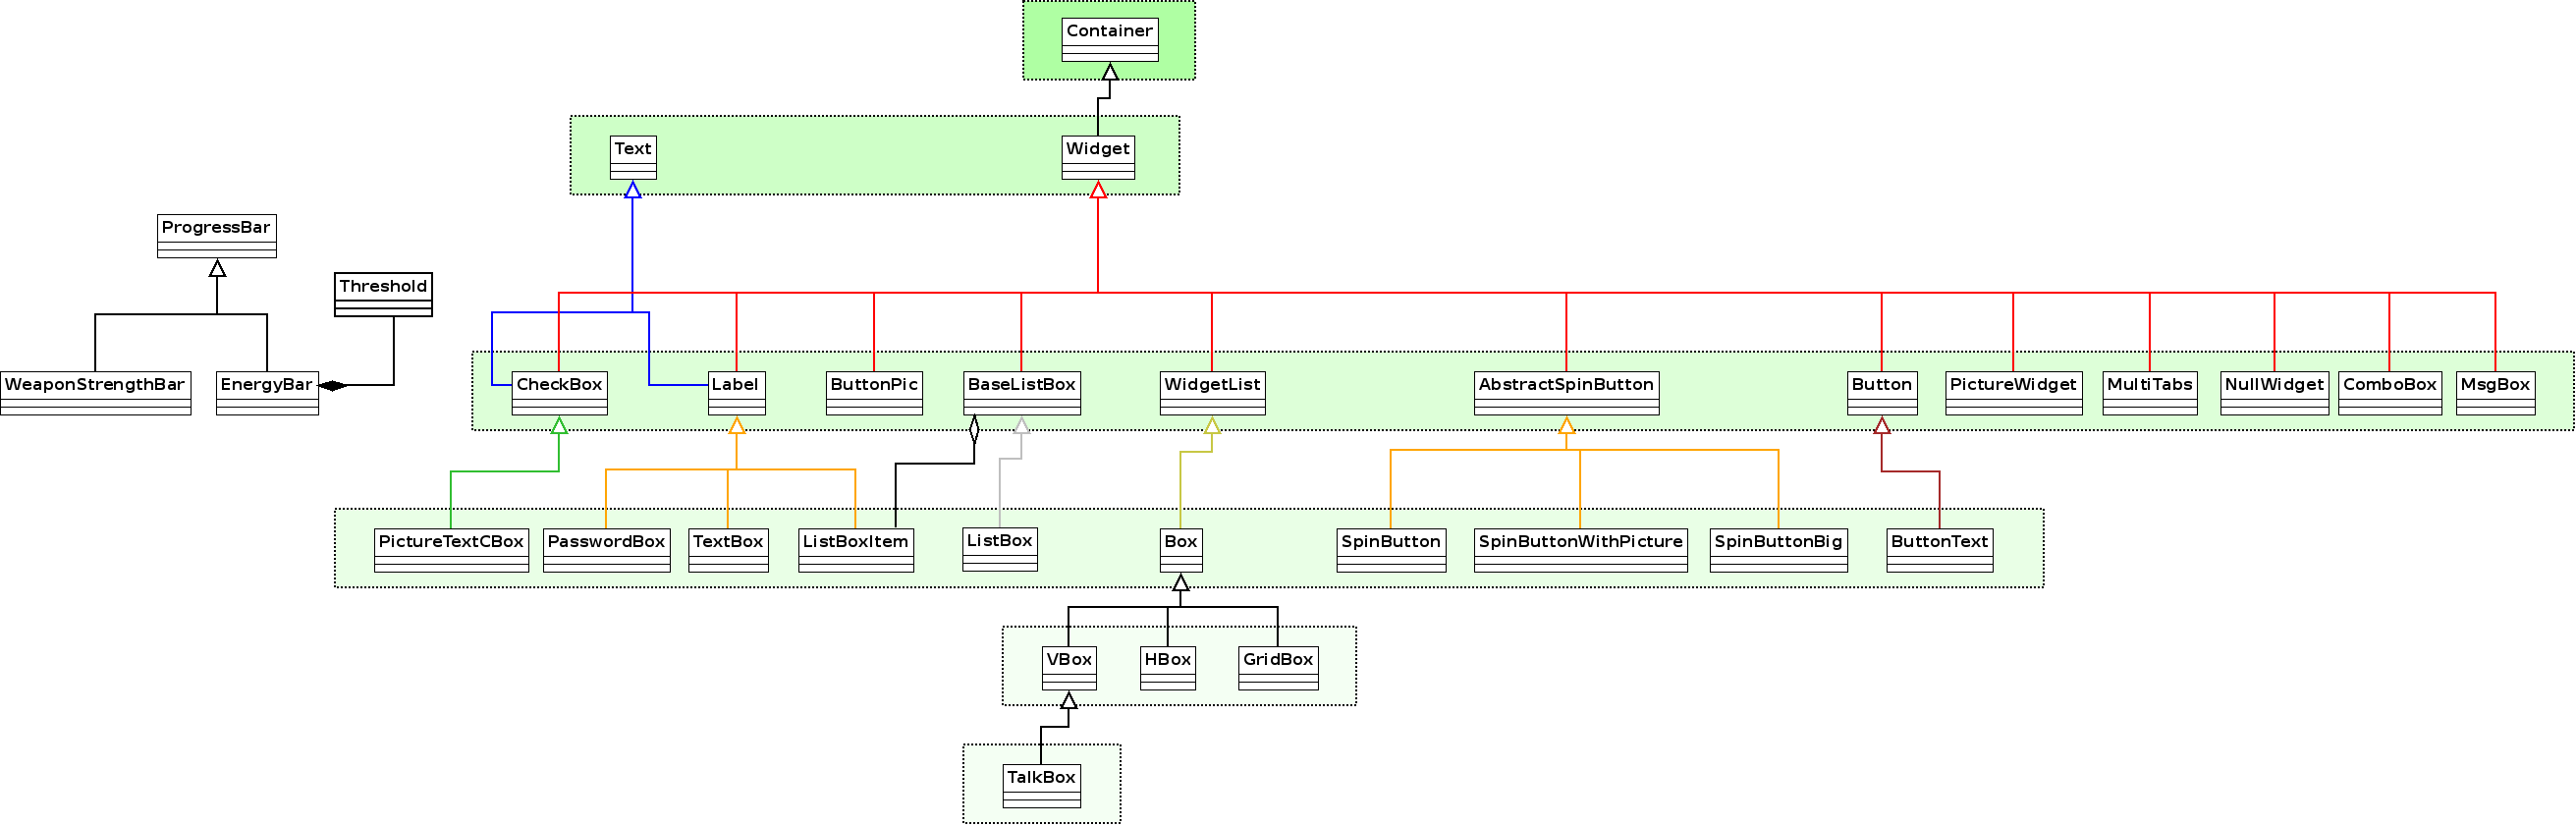 Container
Text
Widget
ProgressBar
Threshold
WeaponStrengthBar
EnergyBar
CheckBox
Label
ButtonPic
BaseListBox
WidgetList
AbstractSpinButton
Button
PictureWidget
MultiTabs
NullWidget
ComboBox
MsgBox
PictureTextCBox
PasswordBox
TextBox
ListBoxItem
ListBox
Box
SpinButton
SpinButtonWithPicture
SpinButtonBig
ButtonText
VBox
HBox
GridBox
TalkBox